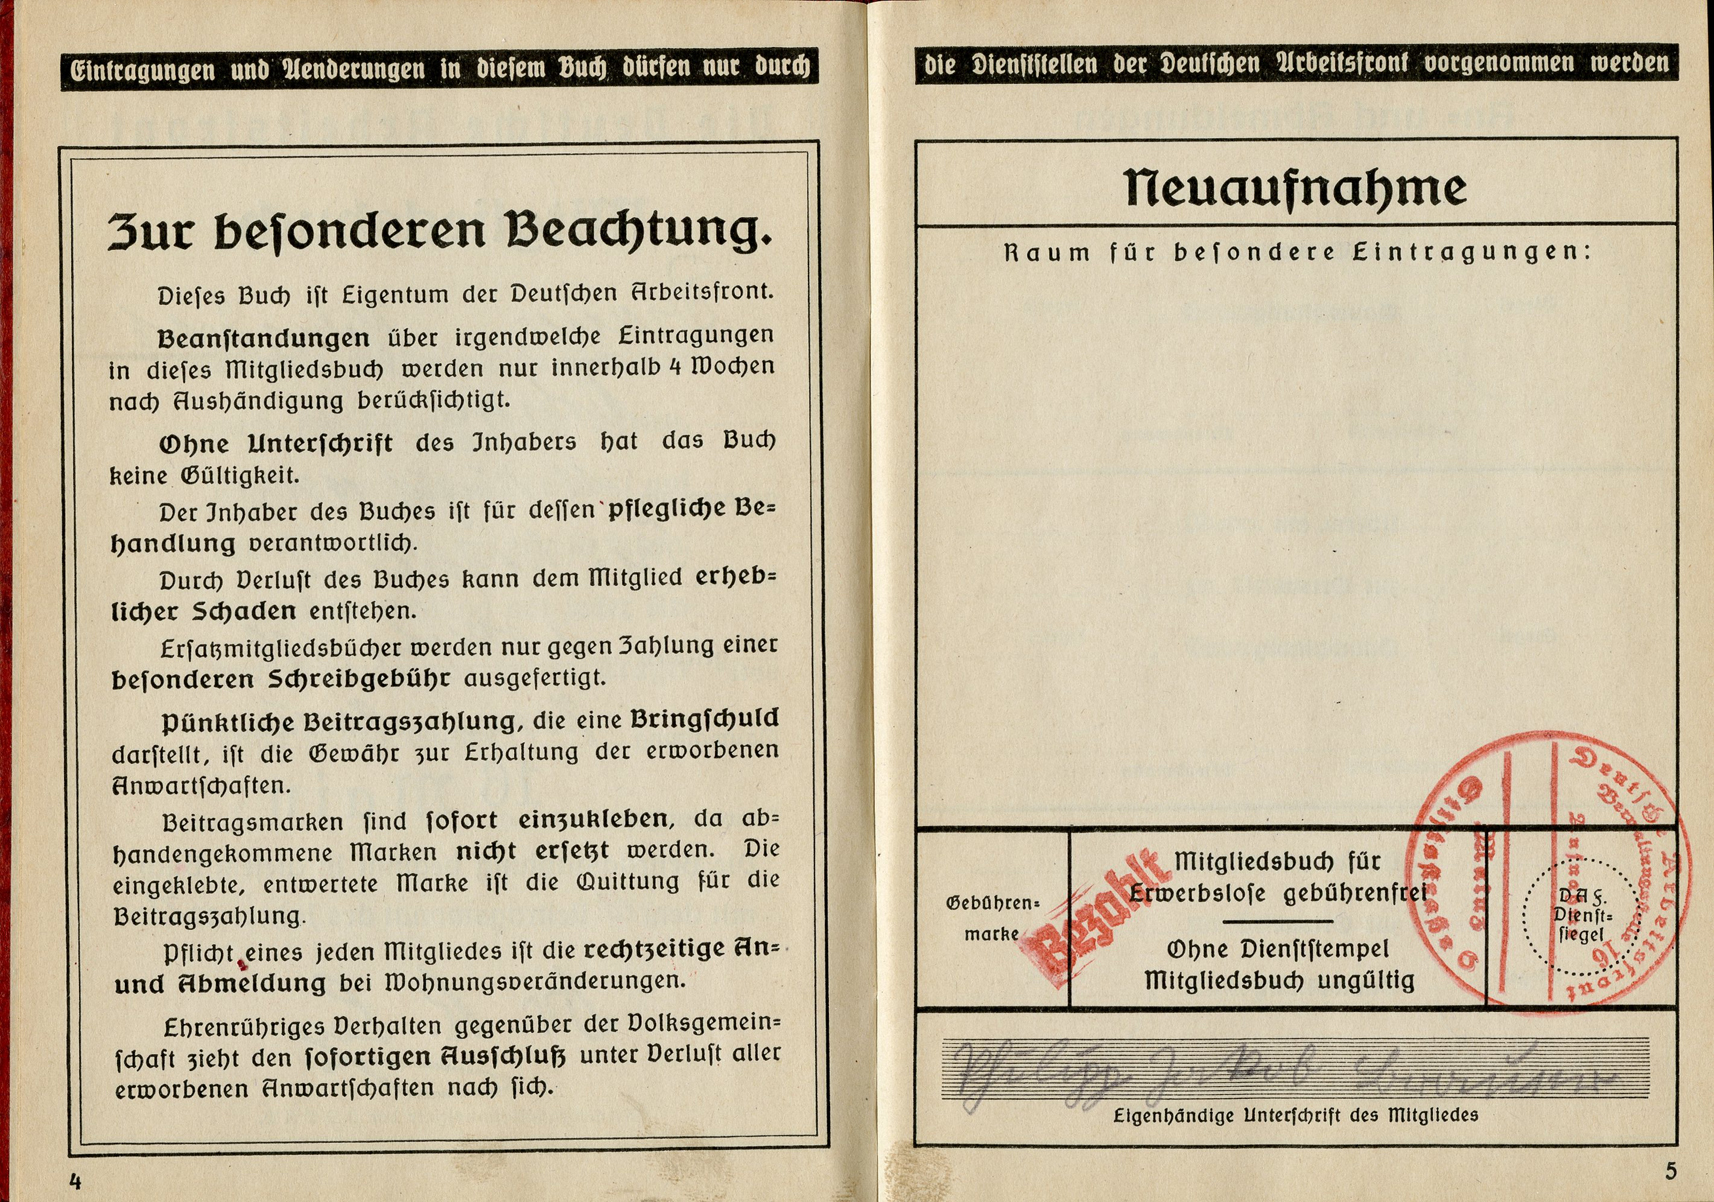 Eintragungen und Aenderungen in diesem Buch dürfen nur durch
Zur besonderen Beachtung.
Dieses Buch ist Eigentum der Deutschen Arbeitsfront.
Beanstandungen über irgendwelche Eintragungen
in dieses Mitgliedsbuch werden nur innerhalb 4 Wochen
nach Aushändigung berücksichtigt.
Ohne Unterschrift des Inhabers hat das Buch
keine Gültigkeit.
Der Inhaber des Buches ist für dessen pflegliche Be=
handlung verantwortlich.
Durch Verlust des Buches kann dem Mitglied erheb=
licher Schaden entstehen.
Ersatzmitgliedsbücher werden nur gegen Zahlung einer
besonderen Schreibgebühr ausgefertigt.
Pünktliche Beitragszahlung, die eine Bringschuld
darstellt, ist die Gewähr zur Erhaltung der erworbenen
Anwartschaften.
Beitragsmarken sind sofort einzukleben, da ab=
handengekommene Marken nicht ersetzt werden. Die
eingeklebte, entwertete Marke ist die Quittung für die
Beitragszahlung.
Pflicht eines jeden Mitgliedes ist die rechtzeitige An=
und Abmeldung bei Wohnungsveränderungen.
Ehrenrühriges Verhalten gegenüber der Volksgemein=
schaft zieht den sofortigen Ausschluß unter Verlust aller
erworbenen Anwartschaften nach sich.
4
die Dienststellen der Deutschen Arbeitsfront vorgenommen werden
Neuaufnahme
Raum für besondere Eintragungen:
Gebühren=
marke
Bezahlt
Mitgliedsbuch für
Erwerbslose gebührenfrei
Ohne Dienststempel
Mitgliedsbuch ungültig
DAF.
Dienst=
siegel
Deutsche Arbeitsfront
Verwaltungsstelle 16
Philipp Jakob
Eigenhändige Unterschrift des Mitgliedes
5